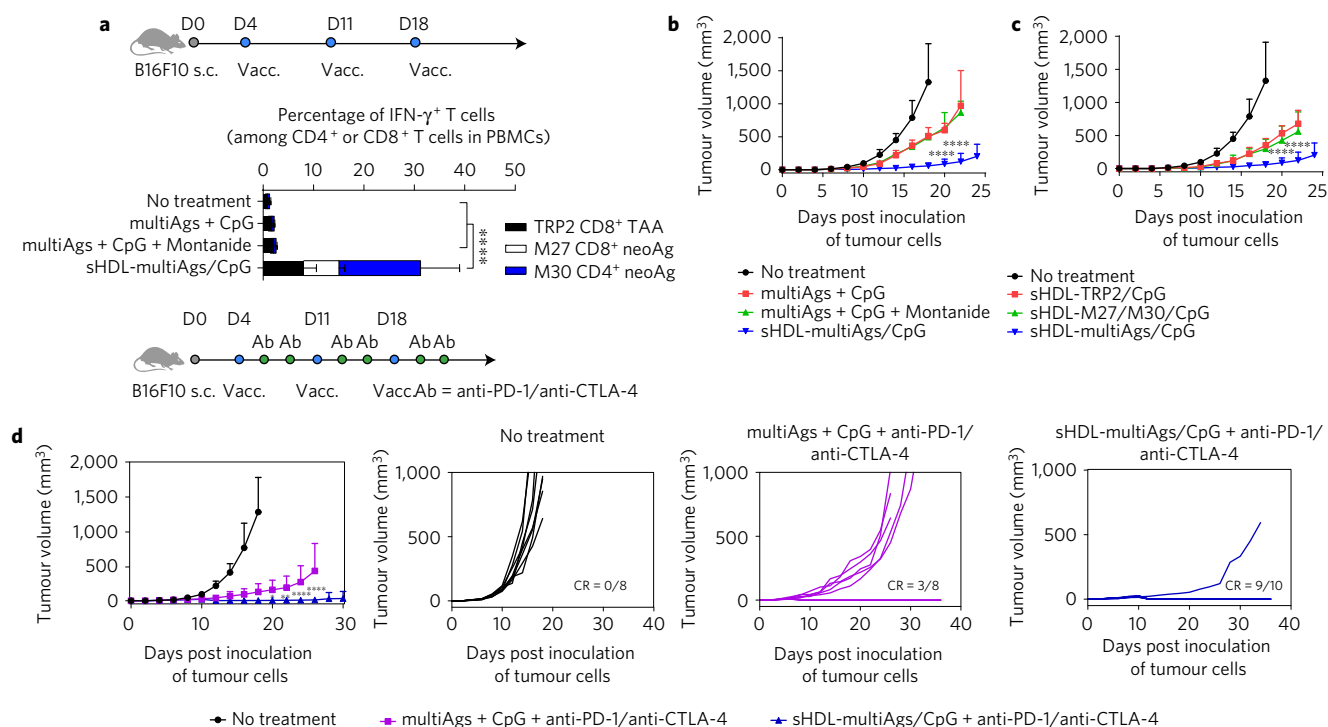 a
D0 D4 D11 D18
B16F10 s.c. Vacc. Vacc. Vacc.
Percentage of IFN-γ⁺ T cells
(among CD4⁺ or CD8⁺ T cells in PBMCs)
0 10 20 30 40 50
No treatment
multiAgs + CpG
multiAgs + CpG + Montanide
sHDL-multiAgs/CpG
****
TRP2 CD8⁺ TAA
M27 CD8⁺ neoAg
M30 CD4⁺ neoAg
D0 D4 D11 D18
Ab Ab Ab Ab Ab Ab
B16F10 s.c. Vacc. Vacc. Vacc. Ab = anti-PD-1/anti-CTLA-4
b
Tumour volume (mm³)
2,000
1,500
1,000
500
0
**** ****
0 5 10 15 20 25
Days post inoculation
of tumour cells
No treatment
multiAgs + CpG
multiAgs + CpG + Montanide
sHDL-multiAgs/CpG
c
Tumour volume (mm³)
2,000
1,500
1,000
500
0
**** ****
0 5 10 15 20 25
Days post inoculation
of tumour cells
No treatment
sHDL-TRP2/CpG
sHDL-M27/M30/CpG
sHDL-multiAgs/CpG
d
Tumour volume (mm³)
2,000
1,500
1,000
500
0
* ** **** ****
0 10 20 30
Days post inoculation
of tumour cells
No treatment
Tumour volume (mm³)
1,000
500
0
CR = 0/8
0 10 20 30 40
Days post inoculation
of tumour cells
multiAgs + CpG + anti-PD-1/
anti-CTLA-4
Tumour volume (mm³)
1,000
500
0
CR = 3/8
0 10 20 30 40
Days post inoculation
of tumour cells
sHDL-multiAgs/CpG + anti-PD-1/
anti-CTLA-4
Tumour volume (mm³)
1,000
500
0
CR = 9/10
0 10 20 30 40
Days post inoculation
of tumour cells
No treatment multiAgs + CpG + anti-PD-1/anti-CTLA-4 sHDL-multiAgs/CpG + anti-PD-1/anti-CTLA-4